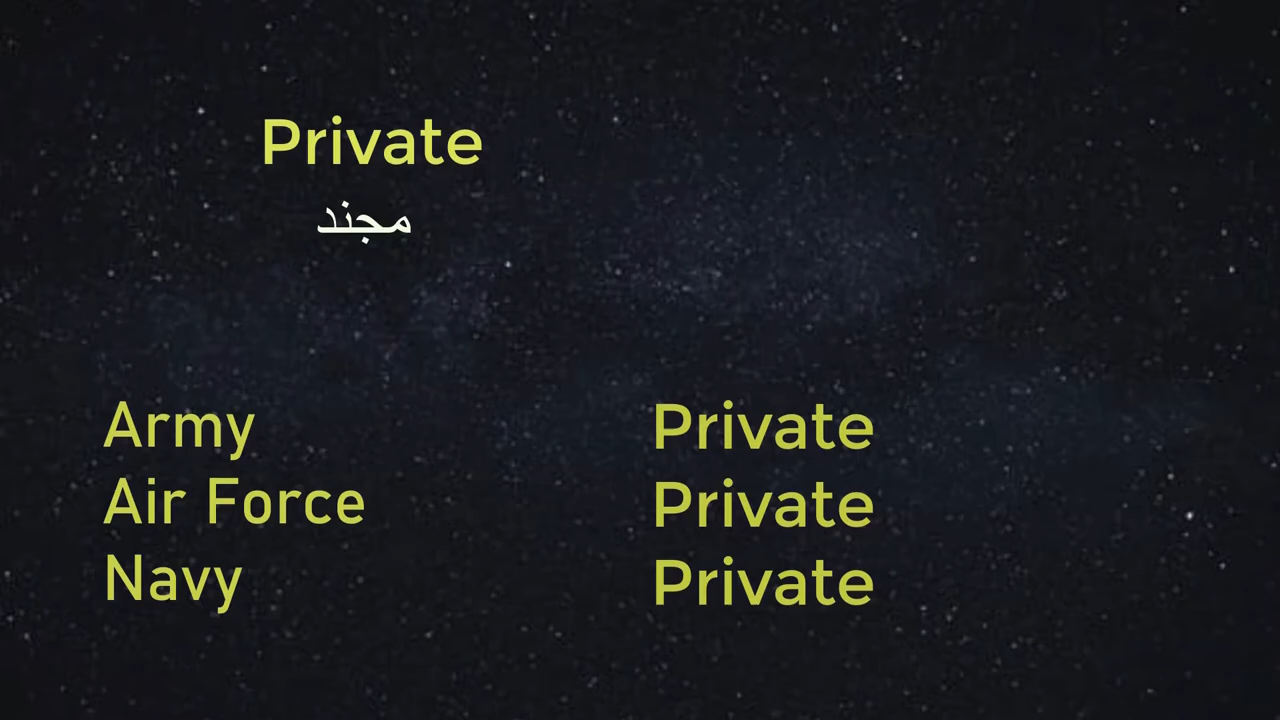 Private
مجند
Army Private
Air Force Private
Navy Private